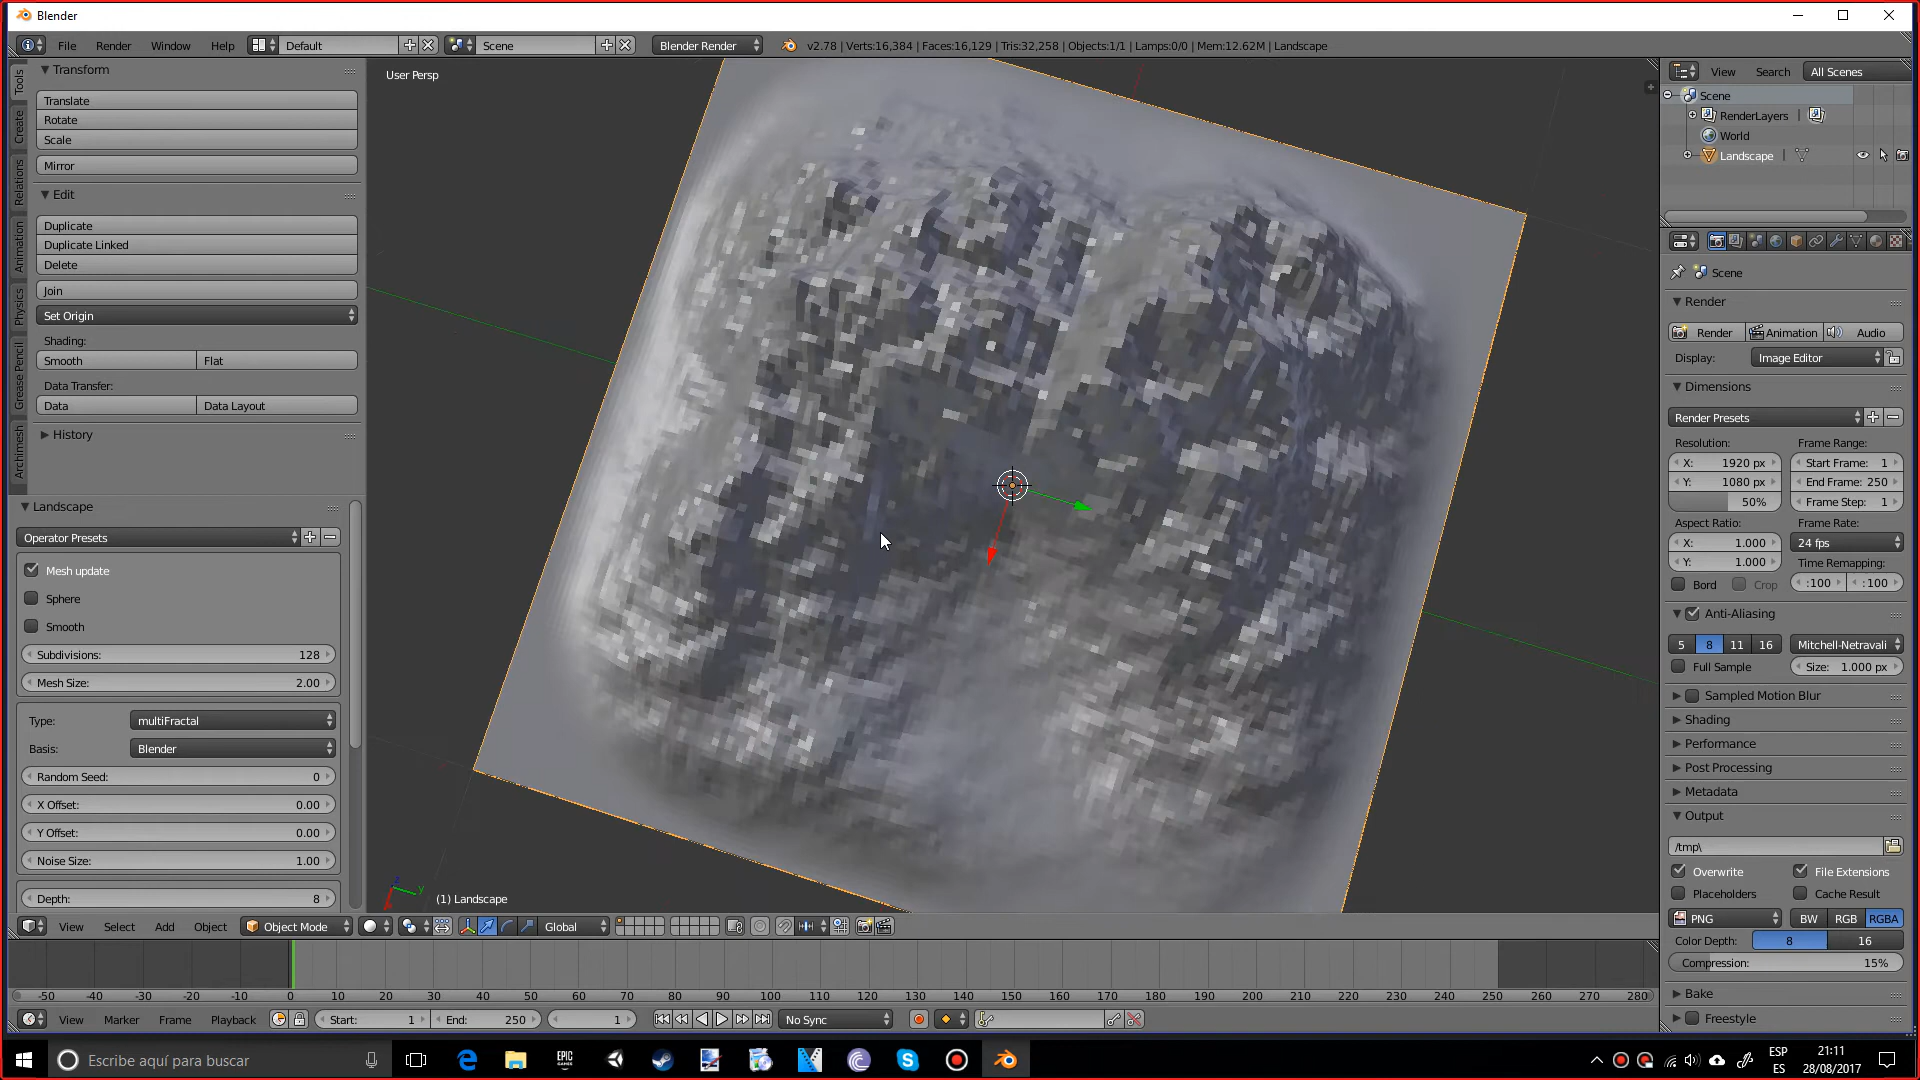 Blender
File Render Window Help Default Scene Blender Render v2.78 | Verts:16,384 | Faces:16,129 | Tris:32,258 | Objects:1/1 | Lamps:0/0 | Mem:12.62M | Landscape
Tools
Create
Relations
Animation
Physics
Grease Pencil
Archimesh
Transform
Translate
Rotate
Scale
Mirror
Edit
Duplicate
Duplicate Linked
Delete
Join
Set Origin
Shading:
Smooth Flat
Data Transfer:
Data Data Layout
History
Landscape
Operator Presets
Mesh update
Sphere
Smooth
Subdivisions: 128
Mesh Size: 2.00
Type: multiFractal
Basis: Blender
Random Seed: 0
X Offset: 0.00
Y Offset: 0.00
Noise Size: 1.00
Depth: 8
User Persp
z
y
(1) Landscape
View Select Add Object Object Mode Global
-50 -40 -30 -20 -10 0 10 20 30 40 50 60 70 80 90 100 110 120 130 140 150 160 170 180 190 200 210 220 230 240 250 260 270 280
View Marker Frame Playback Start: 1 End: 250 1 No Sync
View Search All Scenes
Scene
RenderLayers |
World
Landscape |
Scene
Render
Render Animation Audio
Display: Image Editor
Dimensions
Render Presets
Resolution: Frame Range:
X: 1920 px Start Frame: 1
Y: 1080 px End Frame: 250
50% Frame Step: 1
Aspect Ratio: Frame Rate:
X: 1.000 24 fps
Y: 1.000 Time Remapping:
Bord Crop :100 :100
Anti-Aliasing
5 8 11 16 Mitchell-Netravali
Full Sample Size: 1.000 px
Sampled Motion Blur
Shading
Performance
Post Processing
Metadata
Output
/tmp\
Overwrite File Extensions
Placeholders Cache Result
PNG BW RGB RGBA
Color Depth: 8 16
Compression: 15%
Bake
Freestyle
Escribe aquí para buscar
EPIC GAMES
ESP
ES
21:11
28/08/2017